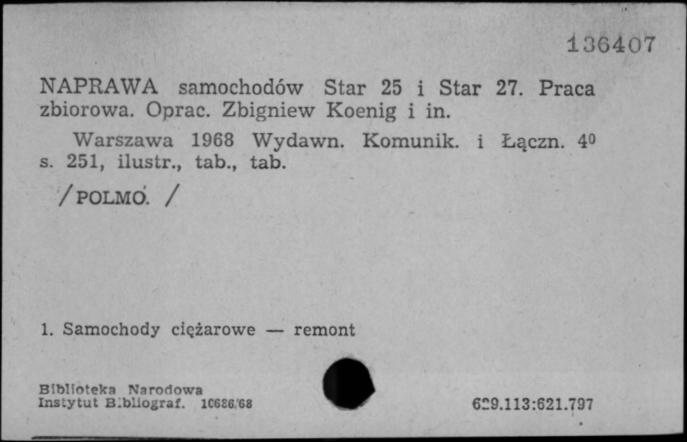 136407
NAPRAWA samochodów Star 25 i Star 27. Praca
zbiorowa. Oprac. Zbigniew Koenig i in.
Warszawa 1968 Wydawn. Komunik. i Łączn. 4⁰
s. 251, ilustr., tab., tab.
/POLMO. /
1. Samochody ciężarowe — remont
Biblioteka Narodowa
Instytut Bibliograf. 10686/68
629.113:621.797